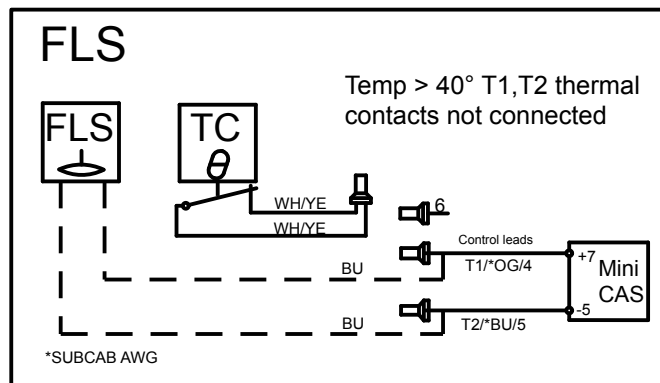 FLS
Temp > 40° T1,T2 thermal
contacts not connected
FLS
TC
WH/YE
WH/YE
6
Control leads
BU
T1/*OG/4
+7
Mini
CAS
BU
T2/*BU/5
-5
*SUBCAB AWG